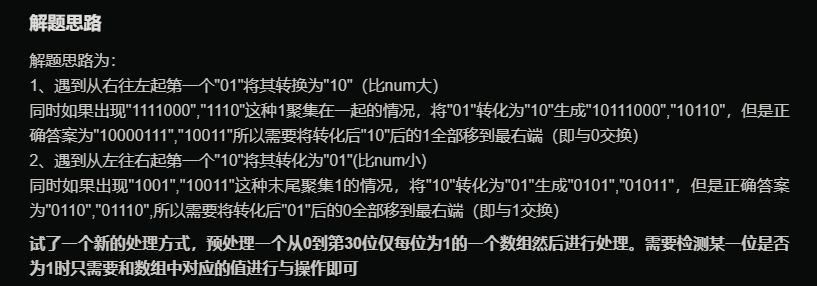 解题思路
解题思路为：
1、遇到从右往左起第一个"01"将其转换为"10"（比num大）
同时如果出现"1111000","1110"这种1聚集在一起的情况，将"01"转化为"10"生成"10111000","10110"，但是正
确答案为"10000111","10011"所以需要将转化后"10"后的1全部移到最右端（即与0交换）
2、遇到从左往右起第一个"10"将其转化为"01"(比num小)
同时如果出现"1001","10011"这种末尾聚集1的情况，将"10"转化为"01"生成"0101","01011"，但是正确答案
为"0110","01110",所以需要将转化后"01"后的0全部移到最右端（即与1交换）
试了一个新的处理方式，预处理一个从0到第30位仅每位为1的一个数组然后进行处理。需要检测某一位是否
为1时只需要和数组中对应的值进行与操作即可